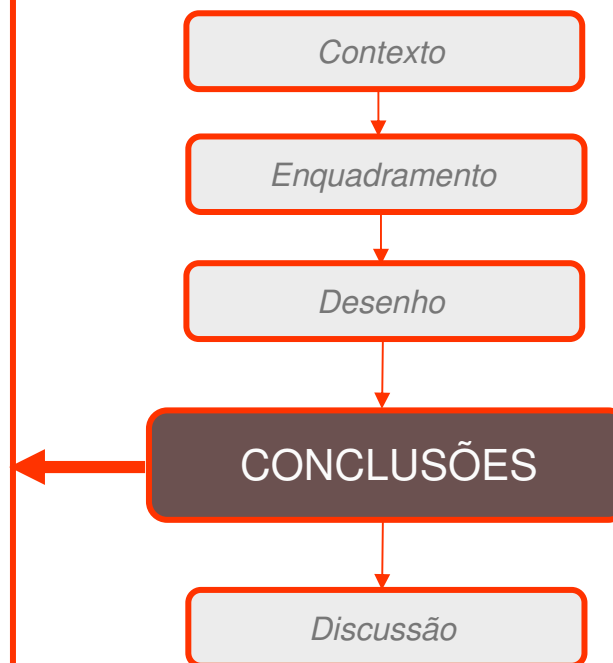 Contexto
Enquadramento
Desenho
CONCLUSÕES
Discussão